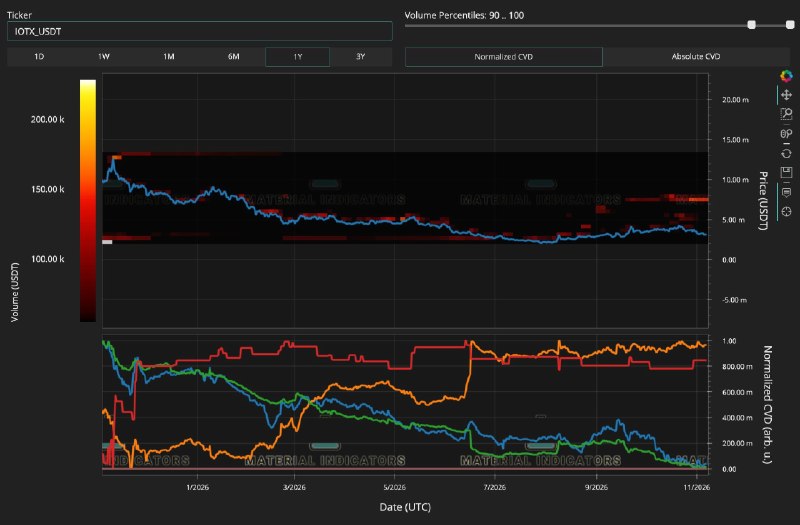 Ticker
IOTX_USDT
Volume Percentiles: 90 .. 100
1D
1W
1M
6M
1Y
3Y
Normalized CVD
Absolute CVD
200.00 k
150.00 k
100.00 k
Volume (USDT)
20.00 m
15.00 m
10.00 m
5.00 m
0.00
-5.00 m
Price (USDT)
INDICATORS
MATERIAL INDICATORS
MATERIAL INDICATORS
MAT
1.00
800.00 m
600.00 m
400.00 m
200.00 m
0.00
Normalized CVD (arb. u.)
INDICATORS
MATERIAL INDICATORS
MATERIAL INDICATORS
MAT
1/2026
3/2026
5/2026
7/2026
9/2026
11/2026
Date (UTC)